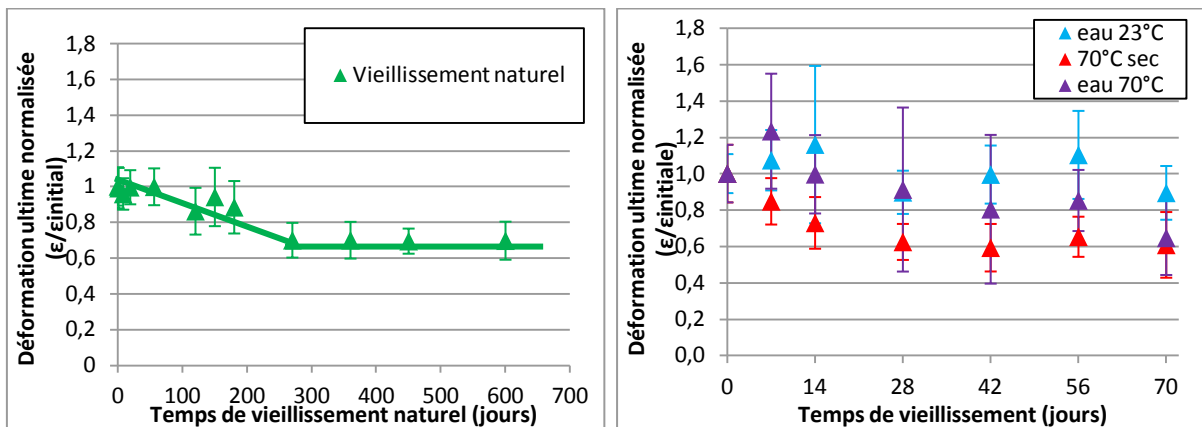 Déformation ultime normalisée
(ε/εinitial)
1,8
1,6
1,4
1,2
1
0,8
0,6
0,4
0,2
0
Vieillissement naturel
0 100 200 300 400 500 600 700
Temps de vieillissement naturel (jours)
Déformation ultime normalisée
(ε/εinitiale)
1,8
1,6
1,4
1,2
1,0
0,8
0,6
0,4
0,2
0,0
eau 23°C
70°C sec
eau 70°C
0 14 28 42 56 70
Temps de vieillissement (jours)